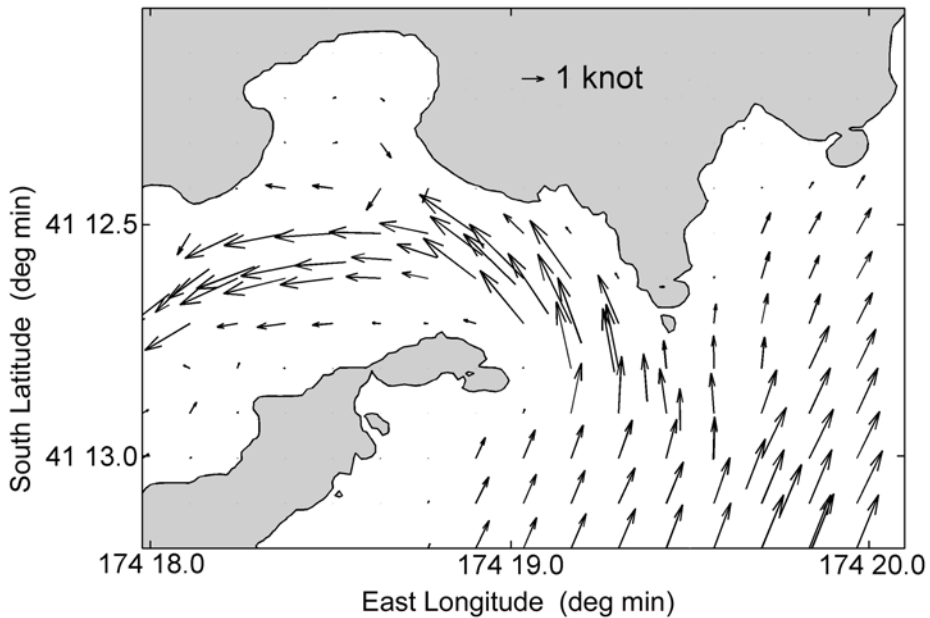 1 knot
South Latitude (deg min)
41 12.5
41 13.0
174 18.0 174 19.0 174 20.0
East Longitude (deg min)